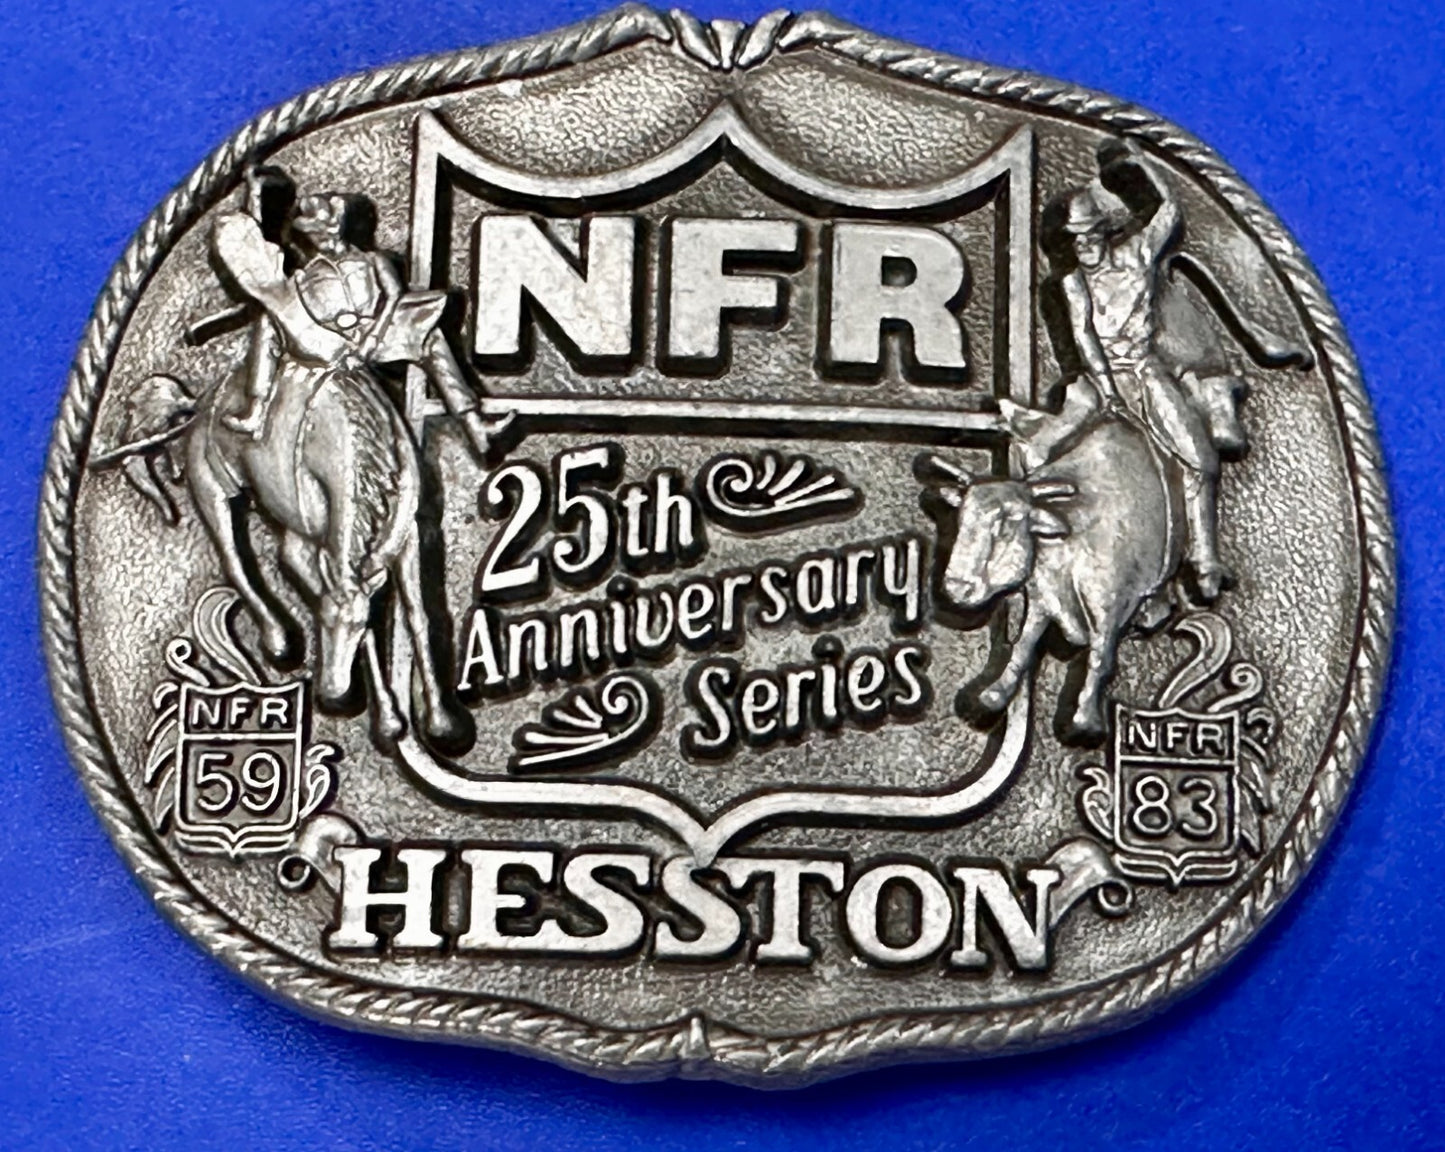 NFR
25th
Anniversary
Series
NFR
59
NFR
83
HESSTON